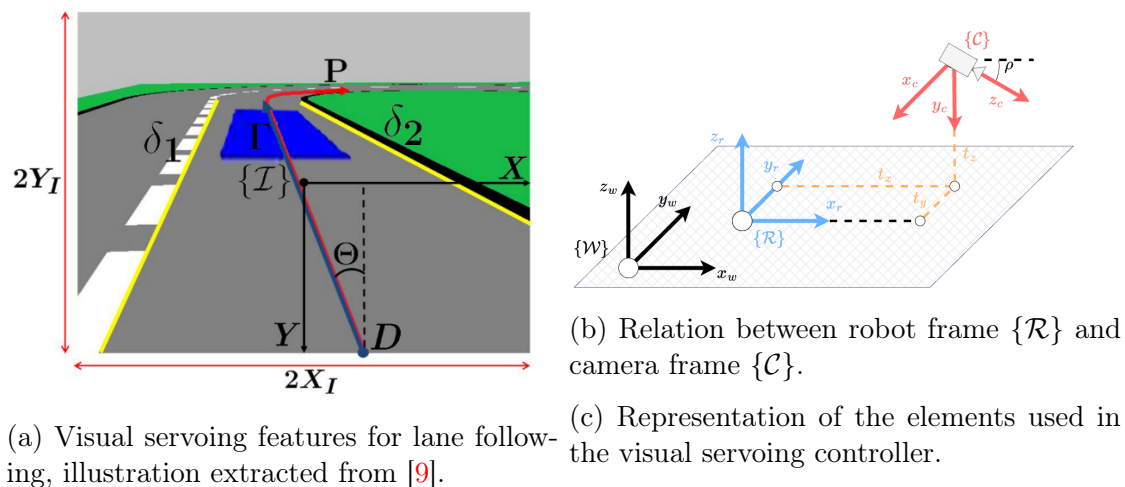 P
δ₁
Γ
δ₂
2Y_I
{I}
X
Θ
Y
D
2X_I
(a) Visual servoing features for lane follow-
ing, illustration extracted from [9].
{C}
ρ
x_c
y_c
z_c
z_r
y_r
t_z
t_x
t_y
x_r
{R}
z_w
y_w
{W}
x_w
(b) Relation between robot frame {R} and
camera frame {C}.
(c) Representation of the elements used in
the visual servoing controller.